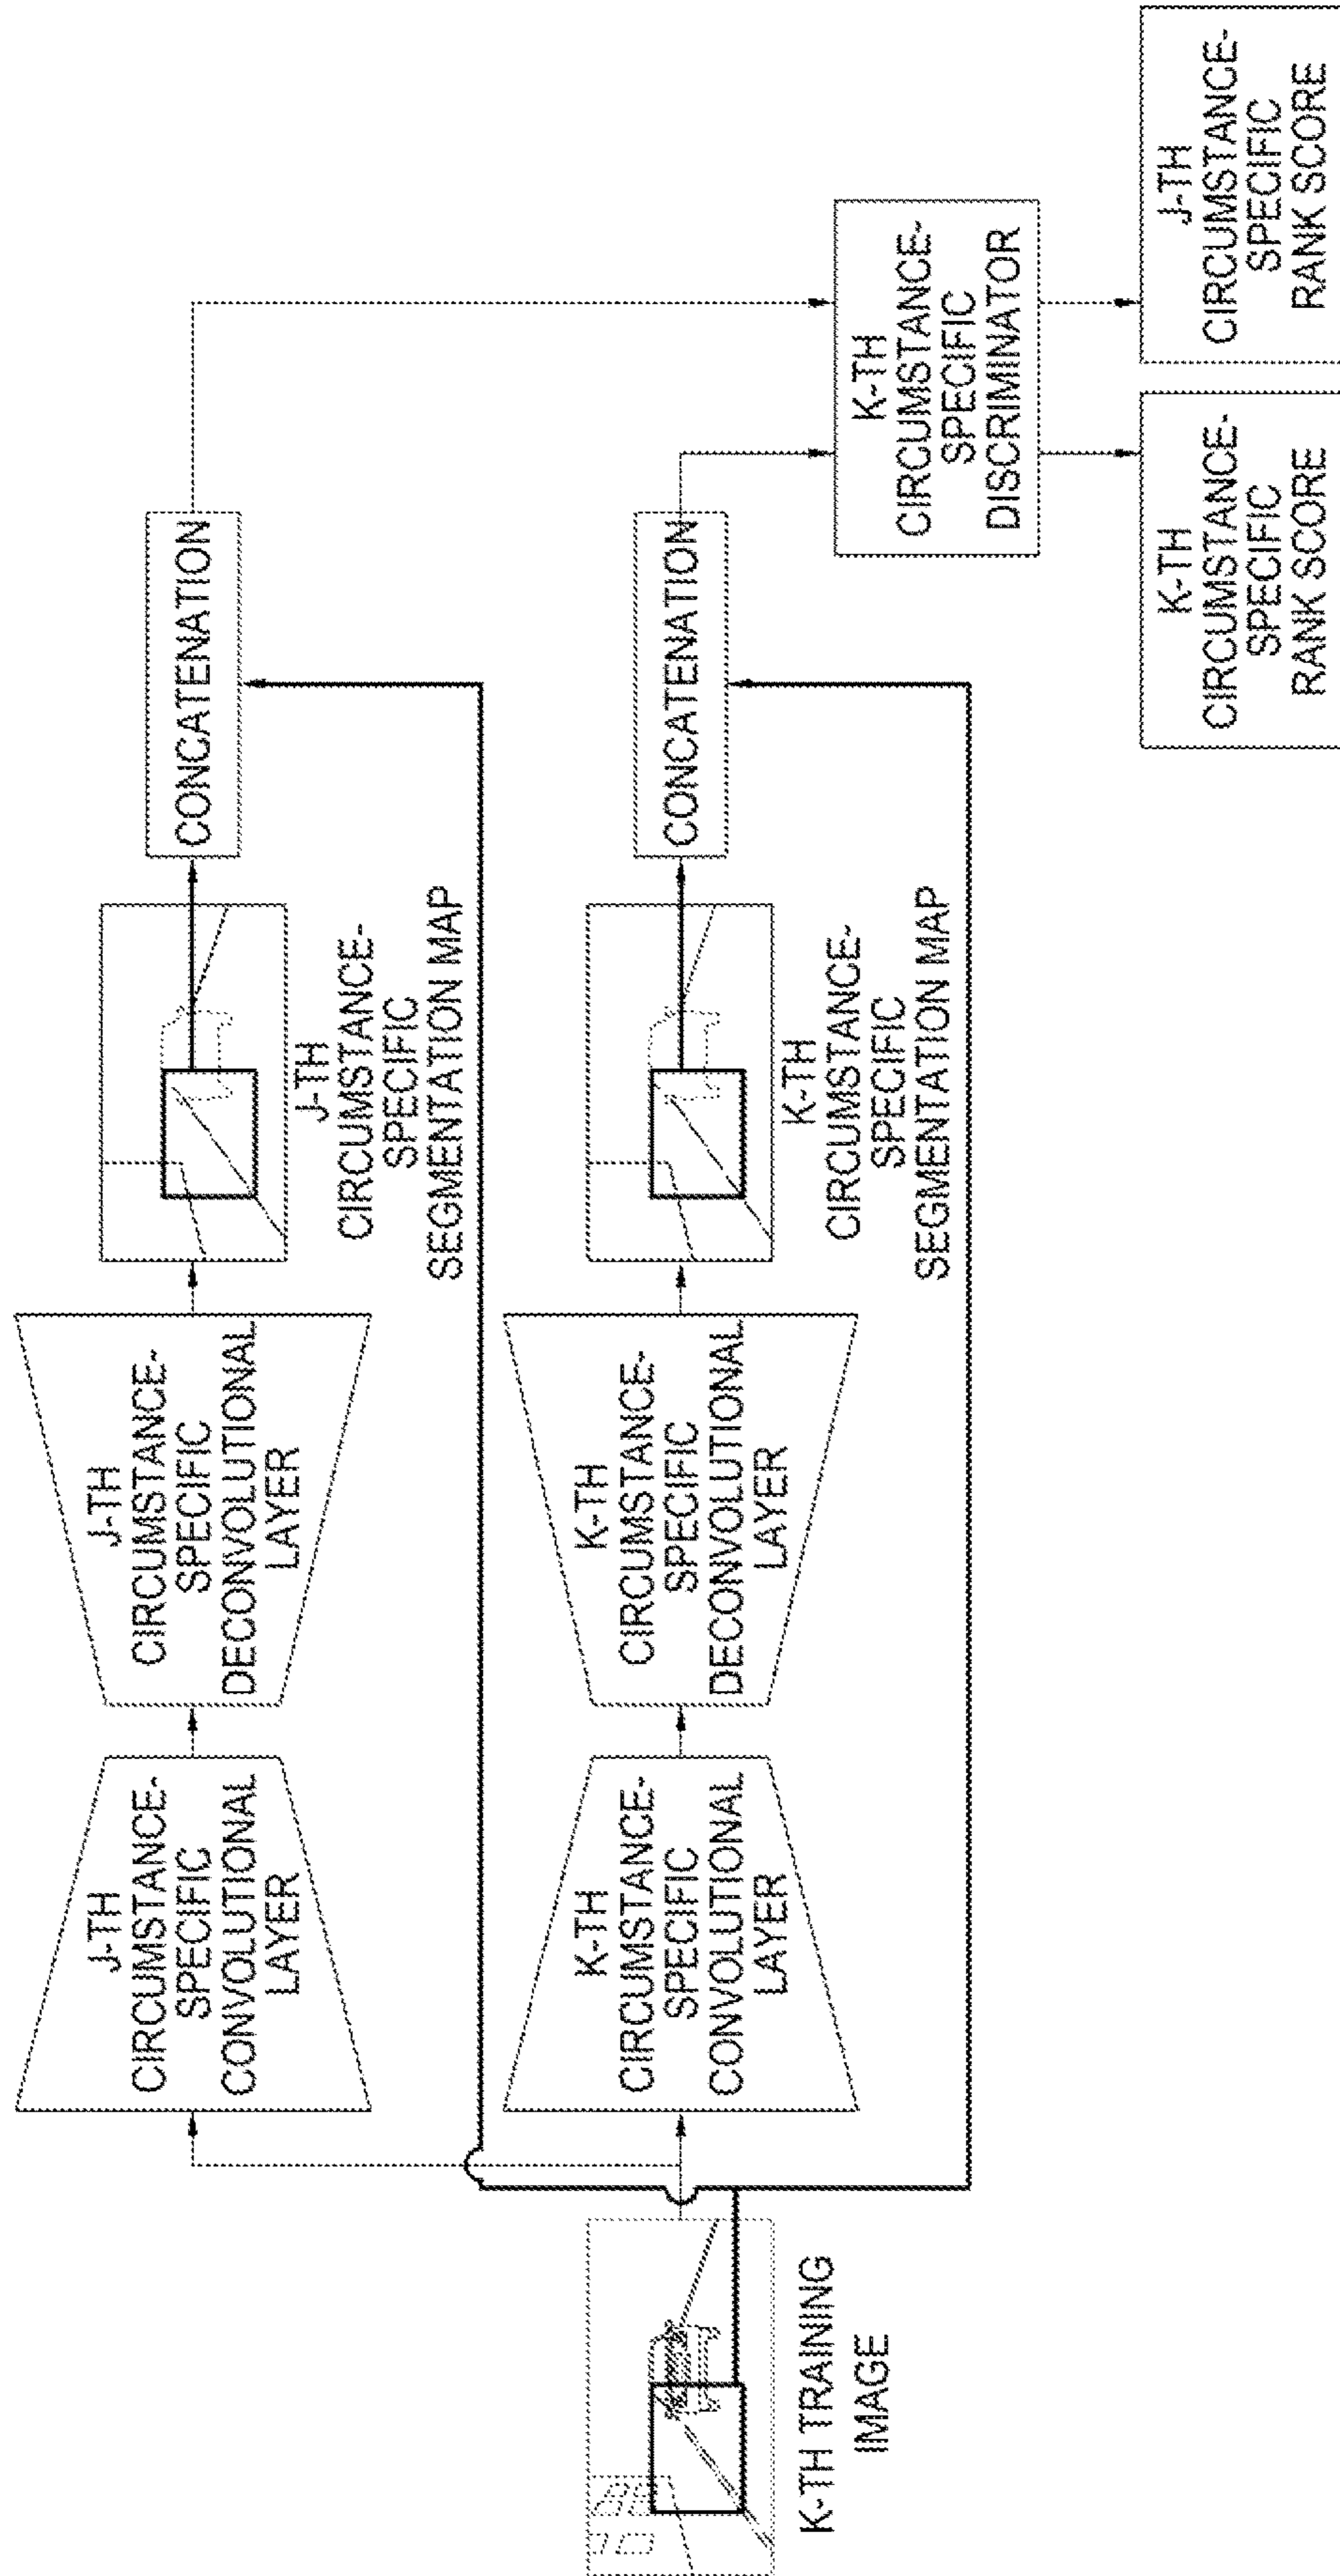 K-TH TRAINING
IMAGE
J-TH
CIRCUMSTANCE-
SPECIFIC
CONVOLUTIONAL
LAYER
J-TH
CIRCUMSTANCE-
SPECIFIC
DECONVOLUTIONAL
LAYER
J-TH
CIRCUMSTANCE-
SPECIFIC
SEGMENTATION MAP
CONCATENATION
K-TH
CIRCUMSTANCE-
SPECIFIC
CONVOLUTIONAL
LAYER
K-TH
CIRCUMSTANCE-
SPECIFIC
DECONVOLUTIONAL
LAYER
K-TH
CIRCUMSTANCE-
SPECIFIC
SEGMENTATION MAP
CONCATENATION
K-TH
CIRCUMSTANCE-
SPECIFIC
DISCRIMINATOR
K-TH
CIRCUMSTANCE-
SPECIFIC
RANK SCORE
J-TH
CIRCUMSTANCE-
SPECIFIC
RANK SCORE